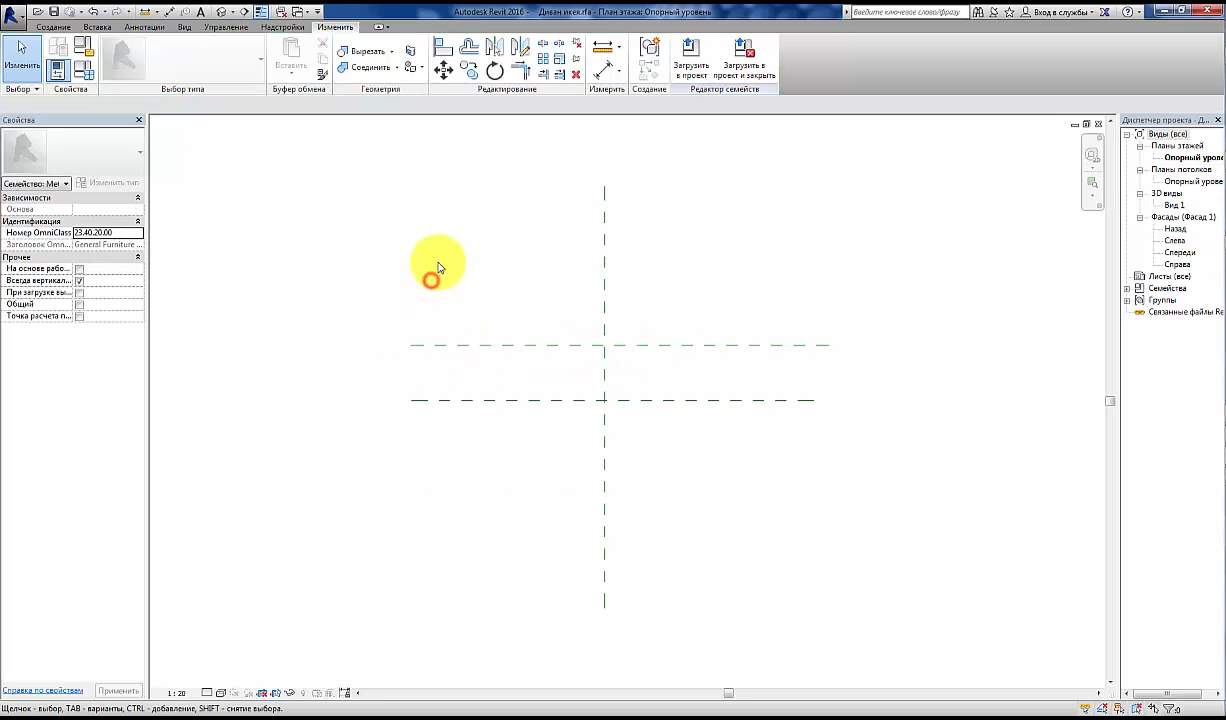 Autodesk Revit 2016 - Диван икея.rfa - План этажа: Опорный уровень
Введите ключевое слово/фразу
Вход в службы
Создание Вставка Аннотации Вид Управление Надстройки Изменить
Изменить
Вставить
Вырезать
Соединить
Загрузить в проект
Загрузить в проект и закрыть
Выбор Свойства Выбор типа Буфер обмена Геометрия Редактирование Измерить Создание Редактор семейств
Свойства
Семейство: Me
Изменить тип
Зависимости
Основа
Идентификация
Номер OmniClass 23.40.20.00
Заголовок Omn... General Furniture
Прочее
На основе рабо...
Всегда вертикал...
При загрузке вы...
Общий
Точка расчета п...
Справка по свойствам
Применить
1 : 20
Диспетчер проекта - Д...
Виды (все)
Планы этажей
Опорный урове
Планы потолков
Опорный урове
3D виды
Вид 1
Фасады (Фасад 1)
Назад
Слева
Спереди
Справа
Листы (все)
Семейства
Группы
Связанные файлы Re
Щелчок - выбор, TAB - варианты, CTRL - добавление, SHIFT - снятие выбора.
:0